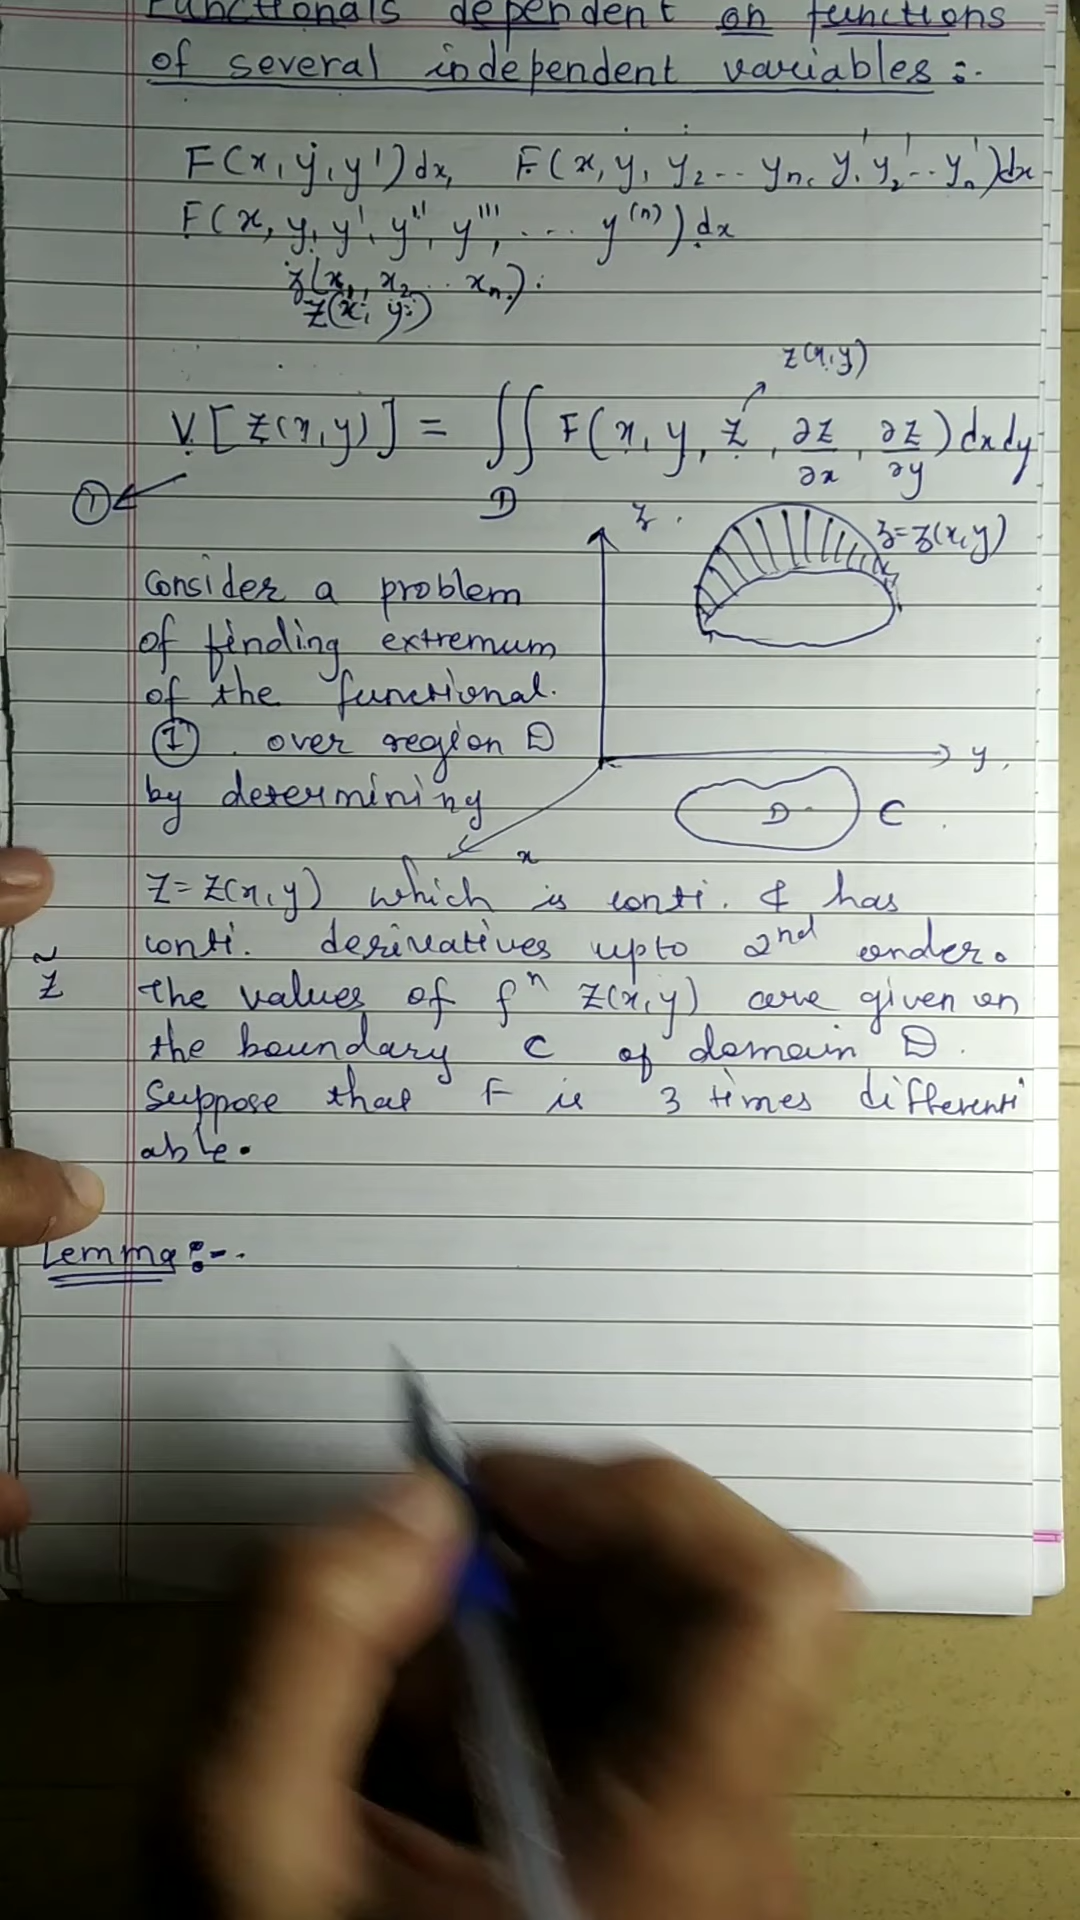 Functionals dependent on functions
of several independent variables :-
F(x, y, y')dx, F(x, y, y2 -- yn, y,' y2' -- yn')dx
F(x, y, y', y'', y''', ... y(n))dx
z(x1, x2 .. xn).
z(x, y)
z(x,y)
V[z(x,y)] = ∬ F(x, y, z, ∂z/∂x, ∂z/∂y) dxdy
① D
z z=z(x,y)
Consider a problem
of finding extremum
of the functional.
① over region D
y
by determining
D C
x
Z=z(x,y) which is conti. & has
conti. derivatives upto 2nd order.
z̃
The values of fn z(x,y) are given on
the boundary C of domain D.
Suppose that F is 3 times differenti
able.
Lemma :-